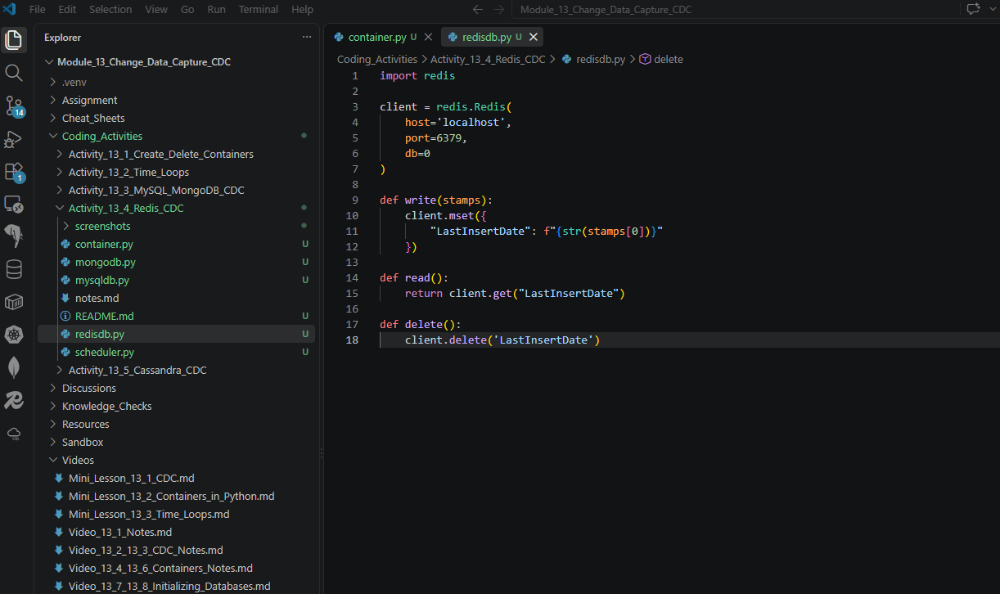 File Edit Selection View Go Run Terminal Help
Module_13_Change_Data_Capture_CDC
Explorer
Module_13_Change_Data_Capture_CDC
.venv
Assignment
Cheat_Sheets
Coding_Activities
Activity_13_1_Create_Delete_Containers
Activity_13_2_Time_Loops
Activity_13_3_MySQL_MongoDB_CDC
Activity_13_4_Redis_CDC
screenshots
container.py U
mongodb.py U
mysqldb.py U
notes.md
README.md U
redisdb.py U
scheduler.py U
Activity_13_5_Cassandra_CDC
Discussions
Knowledge_Checks
Resources
Sandbox
Videos
Mini_Lesson_13_1_CDC.md
Mini_Lesson_13_2_Containers_in_Python.md
Mini_Lesson_13_3_Time_Loops.md
Video_13_1_Notes.md
Video_13_2_13_3_CDC_Notes.md
Video_13_4_13_6_Containers_Notes.md
Video_13_7_13_8_Initializing_Databases.md
14
1
container.py U
redisdb.py U
Coding_Activities > Activity_13_4_Redis_CDC > redisdb.py > delete
1 import redis
2
3 client = redis.Redis(
4     host='localhost',
5     port=6379,
6     db=0
7 )
8
9 def write(stamps):
10     client.mset({
11         "LastInsertDate": f"{str(stamps[0])}"
12     })
13
14 def read():
15     return client.get("LastInsertDate")
16
17 def delete():
18     client.delete('LastInsertDate')